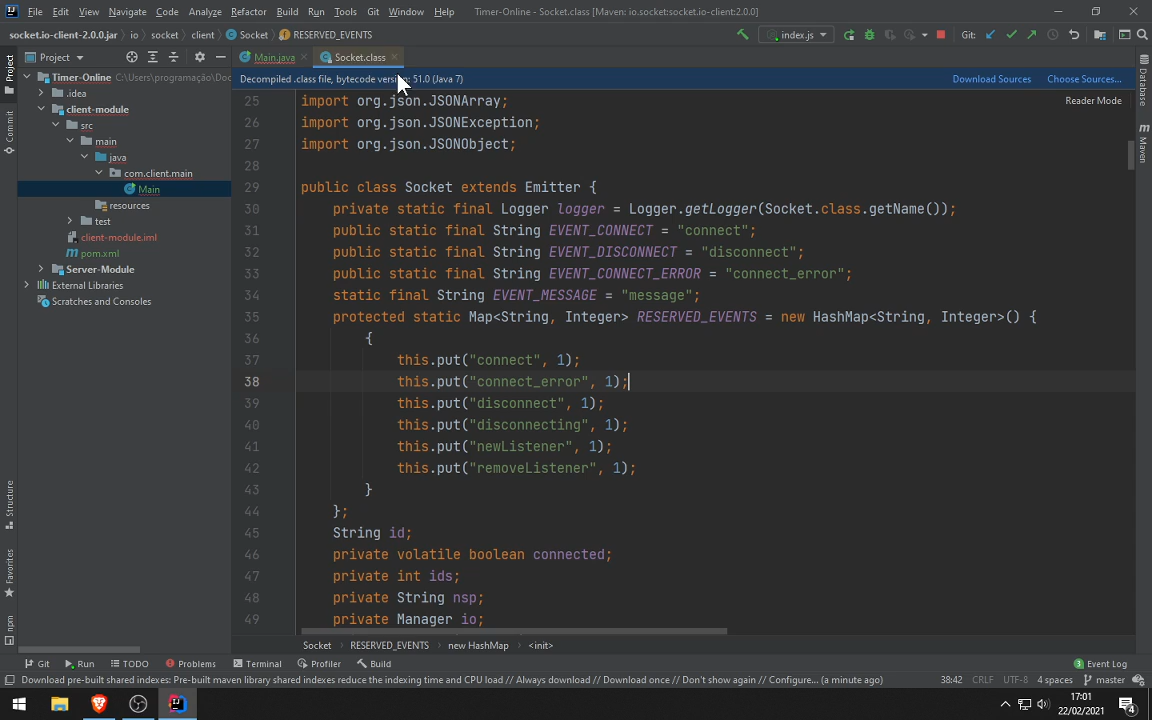 File Edit View Navigate Code Analyze Refactor Build Run Tools Git Window Help Timer-Online - Socket.class [Maven: io.socket:socket.io-client:2.0.0]
socket.io-client-2.0.0.jar io socket client Socket RESERVED_EVENTS index.js Git:
Project Main.java Socket.class
Decompiled .class file, bytecode version: 51.0 (Java 7) Download Sources Choose Sources...
Reader Mode
Timer-Online C:\Users\programação\Doc
.idea
client-module
src
main
java
com.client.main
Main
resources
test
client-module.iml
pom.xml
Server-Module
External Libraries
Scratches and Consoles
Project
Commit
Structure
Favorites
npm
Database
Maven
25 import org.json.JSONArray;
26 import org.json.JSONException;
27 import org.json.JSONObject;
28
29 public class Socket extends Emitter {
30 private static final Logger logger = Logger.getLogger(Socket.class.getName());
31 public static final String EVENT_CONNECT = "connect";
32 public static final String EVENT_DISCONNECT = "disconnect";
33 public static final String EVENT_CONNECT_ERROR = "connect_error";
34 static final String EVENT_MESSAGE = "message";
35 protected static Map<String, Integer> RESERVED_EVENTS = new HashMap<String, Integer>() {
36 {
37 this.put("connect", 1);
38 this.put("connect_error", 1);
39 this.put("disconnect", 1);
40 this.put("disconnecting", 1);
41 this.put("newListener", 1);
42 this.put("removeListener", 1);
43 }
44 };
45 String id;
46 private volatile boolean connected;
47 private int ids;
48 private String nsp;
49 private Manager io;
Socket RESERVED_EVENTS new HashMap <init>
Git Run TODO Problems Terminal Profiler Build 3 Event Log
Download pre-built shared indexes: Pre-built maven library shared indexes reduce the indexing time and CPU load // Always download // Download once // Don't show again // Configure... (a minute ago) 38:42 CRLF UTF-8 4 spaces master
17:01
22/02/2021
4